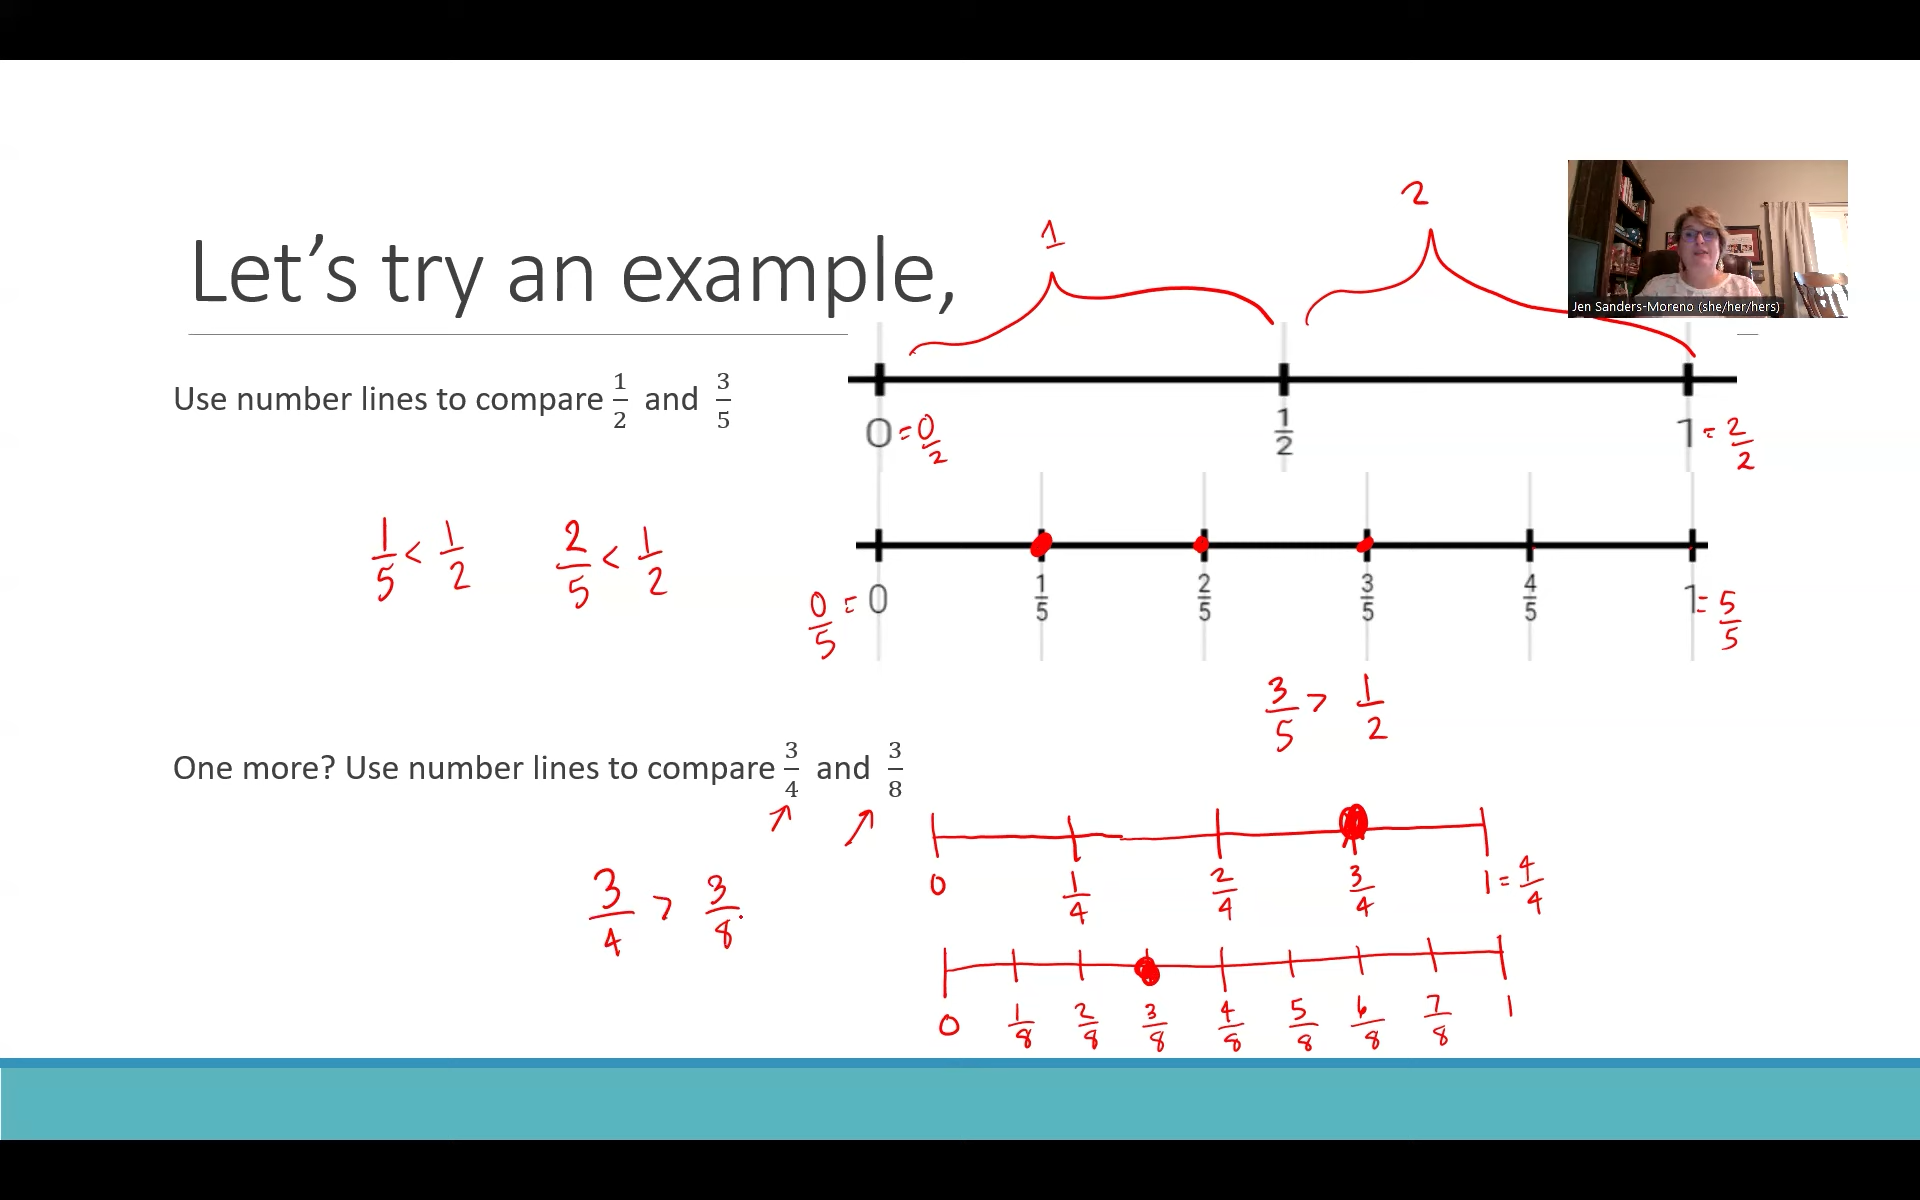 Let's try an example,
1
2
Jen Sanders-Moreno (she/her/hers)
Use number lines to compare 1/2 and 3/5
0 = 0/2 1/2 1 = 2/2
1/5 < 1/2 2/5 < 1/2
0/5 = 0 1/5 2/5 3/5 4/5 1 = 5/5
3/5 > 1/2
One more? Use number lines to compare 3/4 and 3/8
3/4 > 3/8
0 1/4 2/4 3/4 1 = 4/4
0 1/8 2/8 3/8 4/8 5/8 6/8 7/8 1